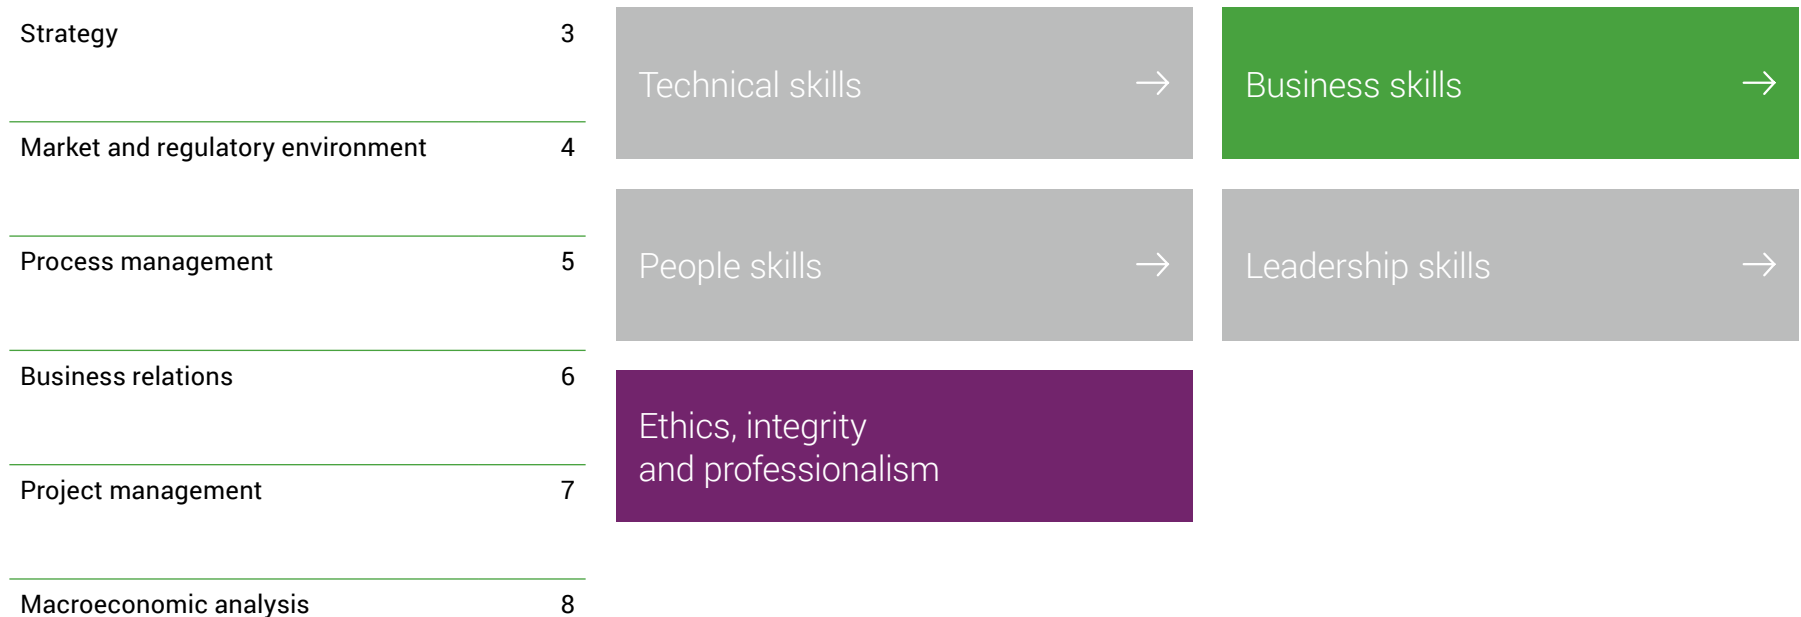 Strategy 3
Market and regulatory environment 4
Process management 5
Business relations 6
Project management 7
Macroeconomic analysis 8
Technical skills →
Business skills →
People skills →
Leadership skills →
Ethics, integrity
and professionalism